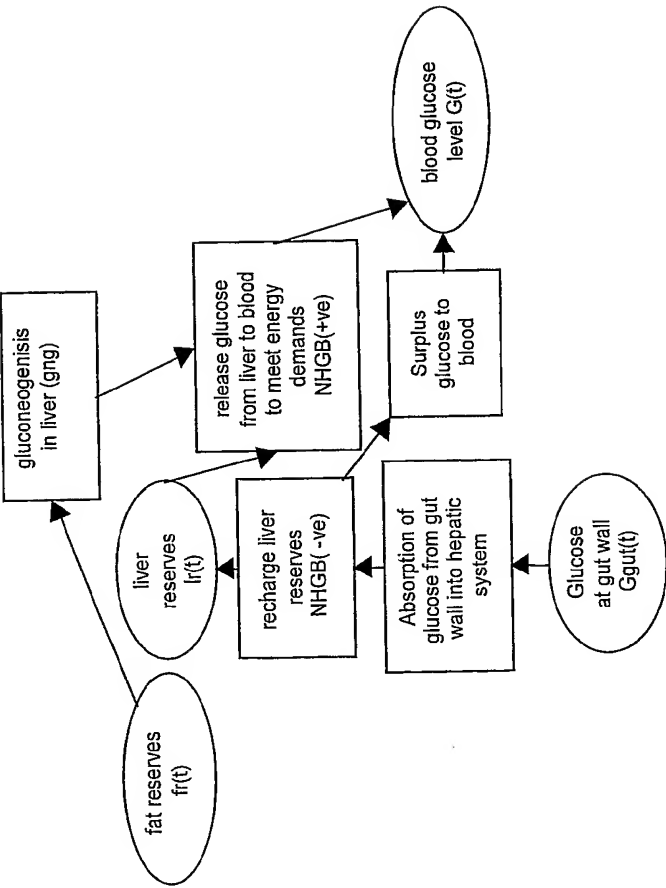 gluconeogenisis
in liver (gng)
fat reserves
fr(t)
liver
reserves
lr(t)
release glucose
from liver to blood
to meet energy
demands
NHGB(+ve)
recharge liver
reserves
NHGB( -ve)
Surplus
glucose to
blood
blood glucose
level G(t)
Absorption of
glucose from gut
wall into hepatic
system
Glucose
at gut wall
Ggut(t)